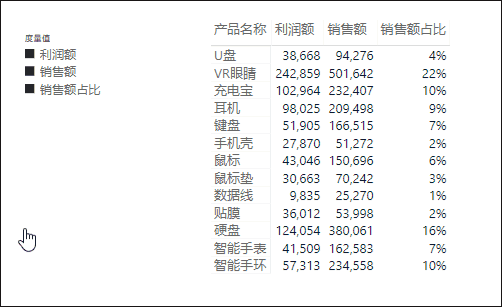 度量值
利润额
销售额
销售额占比
产品名称 利润额 销售额 销售额占比
U盘 38,668 94,276 4%
VR眼睛 242,859 501,642 22%
充电宝 102,964 232,407 10%
耳机 98,025 209,498 9%
键盘 51,905 166,515 7%
手机壳 27,870 51,272 2%
鼠标 43,046 150,696 6%
鼠标垫 30,663 70,242 3%
数据线 9,835 25,270 1%
贴膜 36,012 53,998 2%
硬盘 124,054 380,061 16%
智能手表 41,509 162,583 7%
智能手环 57,313 234,558 10%